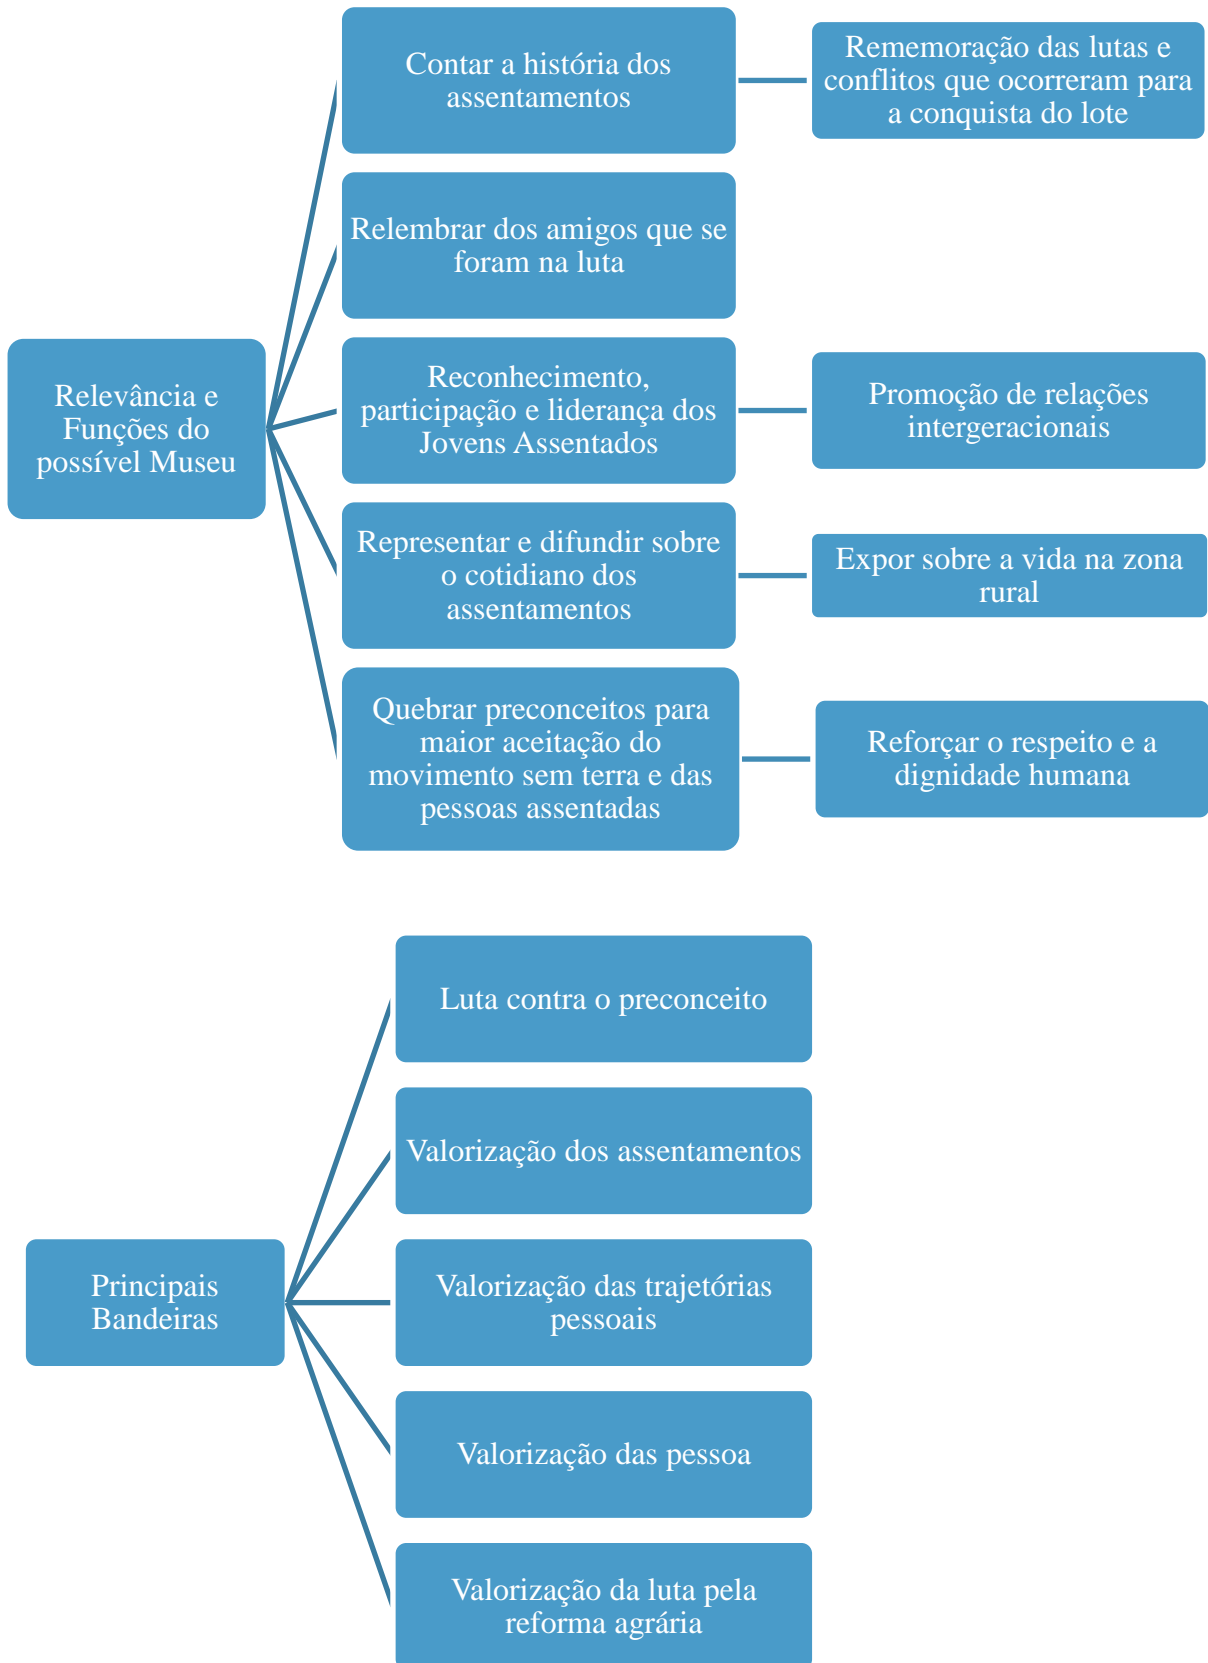 Relevância e
Funções do
possível Museu
Contar a história dos
assentamentos
Rememoração das lutas e
conflitos que ocorreram para
a conquista do lote
Relembrar dos amigos que se
foram na luta
Reconhecimento,
participação e liderança dos
Jovens Assentados
Promoção de relações
intergeracionais
Representar e difundir sobre
o cotidiano dos
assentamentos
Expor sobre a vida na zona
rural
Quebrar preconceitos para
maior aceitação do
movimento sem terra e das
pessoas assentadas
Reforçar o respeito e a
dignidade humana
Principais
Bandeiras
Luta contra o preconceito
Valorização dos assentamentos
Valorização das trajetórias
pessoais
Valorização das pessoa
Valorização da luta pela
reforma agrária